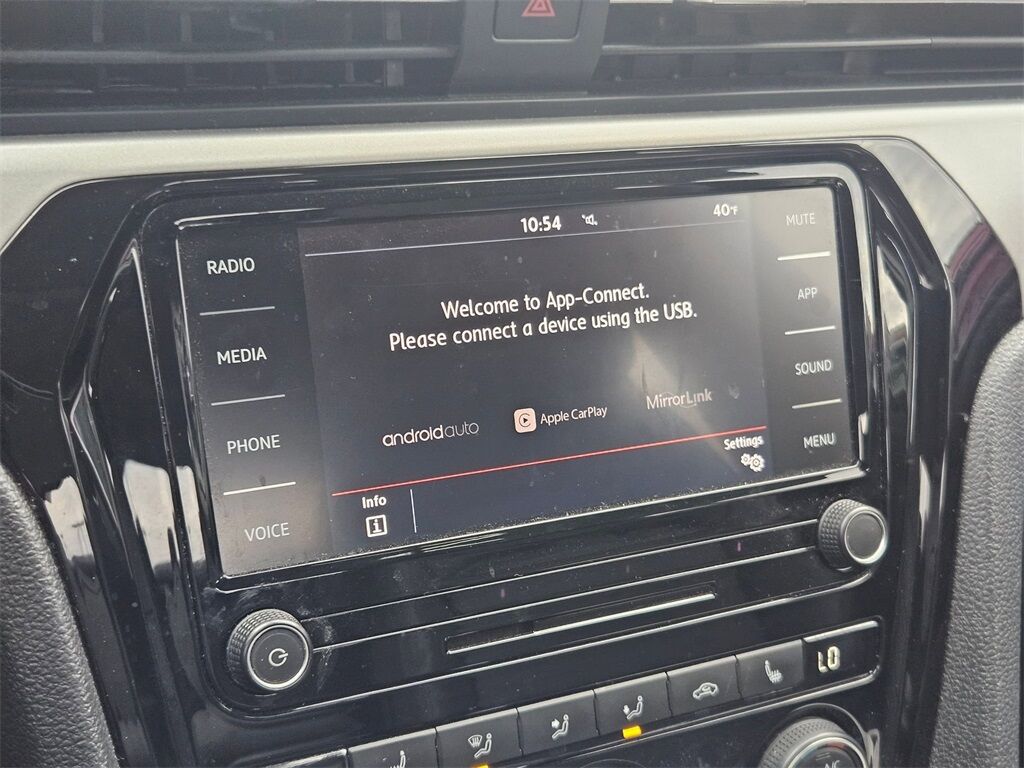 10:54
40°F
RADIO
MEDIA
PHONE
VOICE
Welcome to App-Connect.
Please connect a device using the USB.
androidauto
Apple CarPlay
MirrorLink
Info
i
Settings
MUTE
APP
SOUND
MENU
LO
A/C